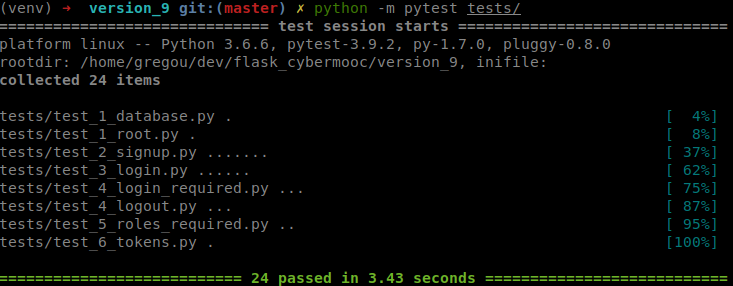 (venv) → version_9 git:(master) ✗ python -m pytest tests/
============================= test session starts ==============================
platform linux -- Python 3.6.6, pytest-3.9.2, py-1.7.0, pluggy-0.8.0
rootdir: /home/gregou/dev/flask_cybermooc/version_9, inifile:
collected 24 items
tests/test_1_database.py . [ 4%]
tests/test_1_root.py . [ 8%]
tests/test_2_signup.py ....... [ 37%]
tests/test_3_login.py ...... [ 62%]
tests/test_4_login_required.py ... [ 75%]
tests/test_4_logout.py ... [ 87%]
tests/test_5_roles_required.py .. [ 95%]
tests/test_6_tokens.py . [100%]
========================== 24 passed in 3.43 seconds ===========================